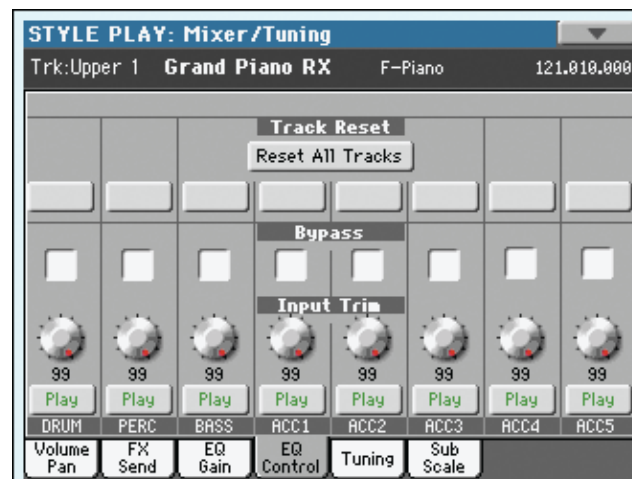 STYLE PLAY: Mixer/Tuning
Trk:Upper 1 Grand Piano RX F-Piano 121.010.000
Track Reset
Reset All Tracks
Bypass
Input Trim
99 99 99 99 99 99 99 99
Play Play Play Play Play Play Play Play
DRUM PERC BASS ACC1 ACC2 ACC3 ACC4 ACC5
Volume Pan FX Send EQ Gain EQ Control Tuning Sub Scale